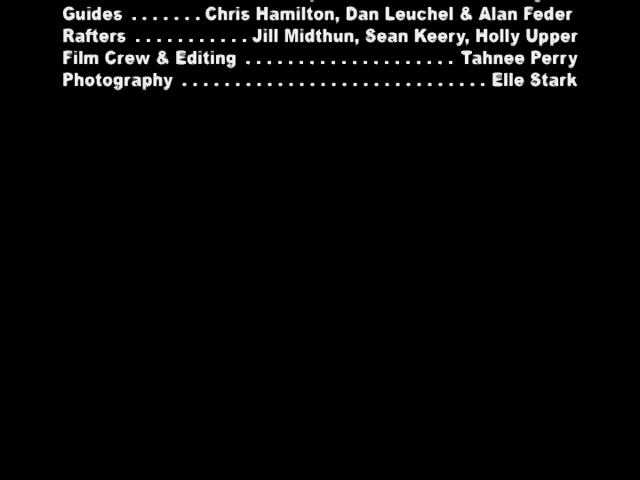 Guides . . . . . . . Chris Hamilton, Dan Leuchel & Alan Feder
Rafters . . . . . . . . . . . Jill Midthun, Sean Keery, Holly Upper
Film Crew & Editing . . . . . . . . . . . . . . . . . . . . Tahnee Perry
Photography . . . . . . . . . . . . . . . . . . . . . . . . . . . . . Elle Stark